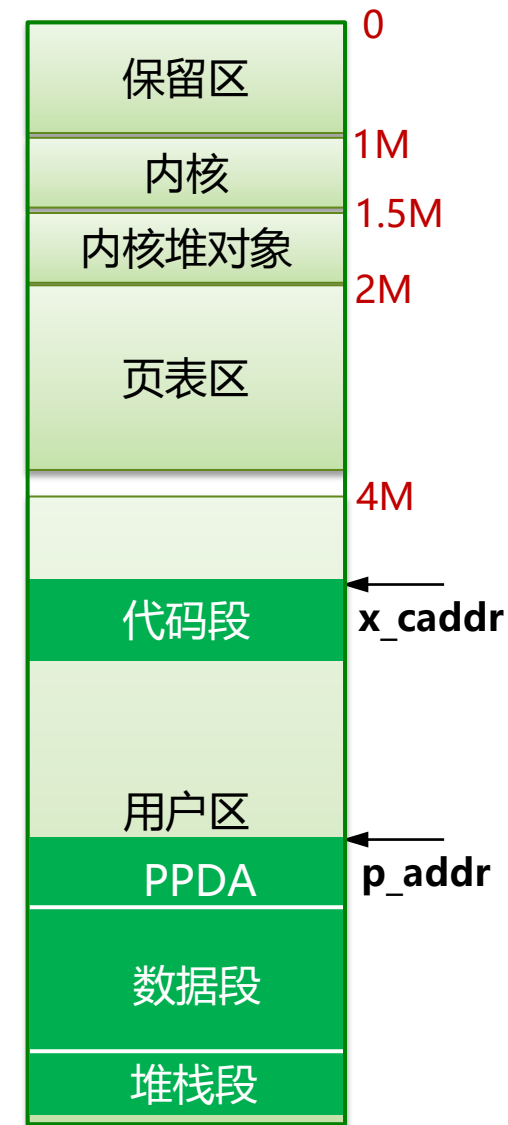 0
保留区
1M
内核
1.5M
内核堆对象
2M
页表区
4M
代码段
x_caddr
用户区
PPDA
p_addr
数据段
堆栈段